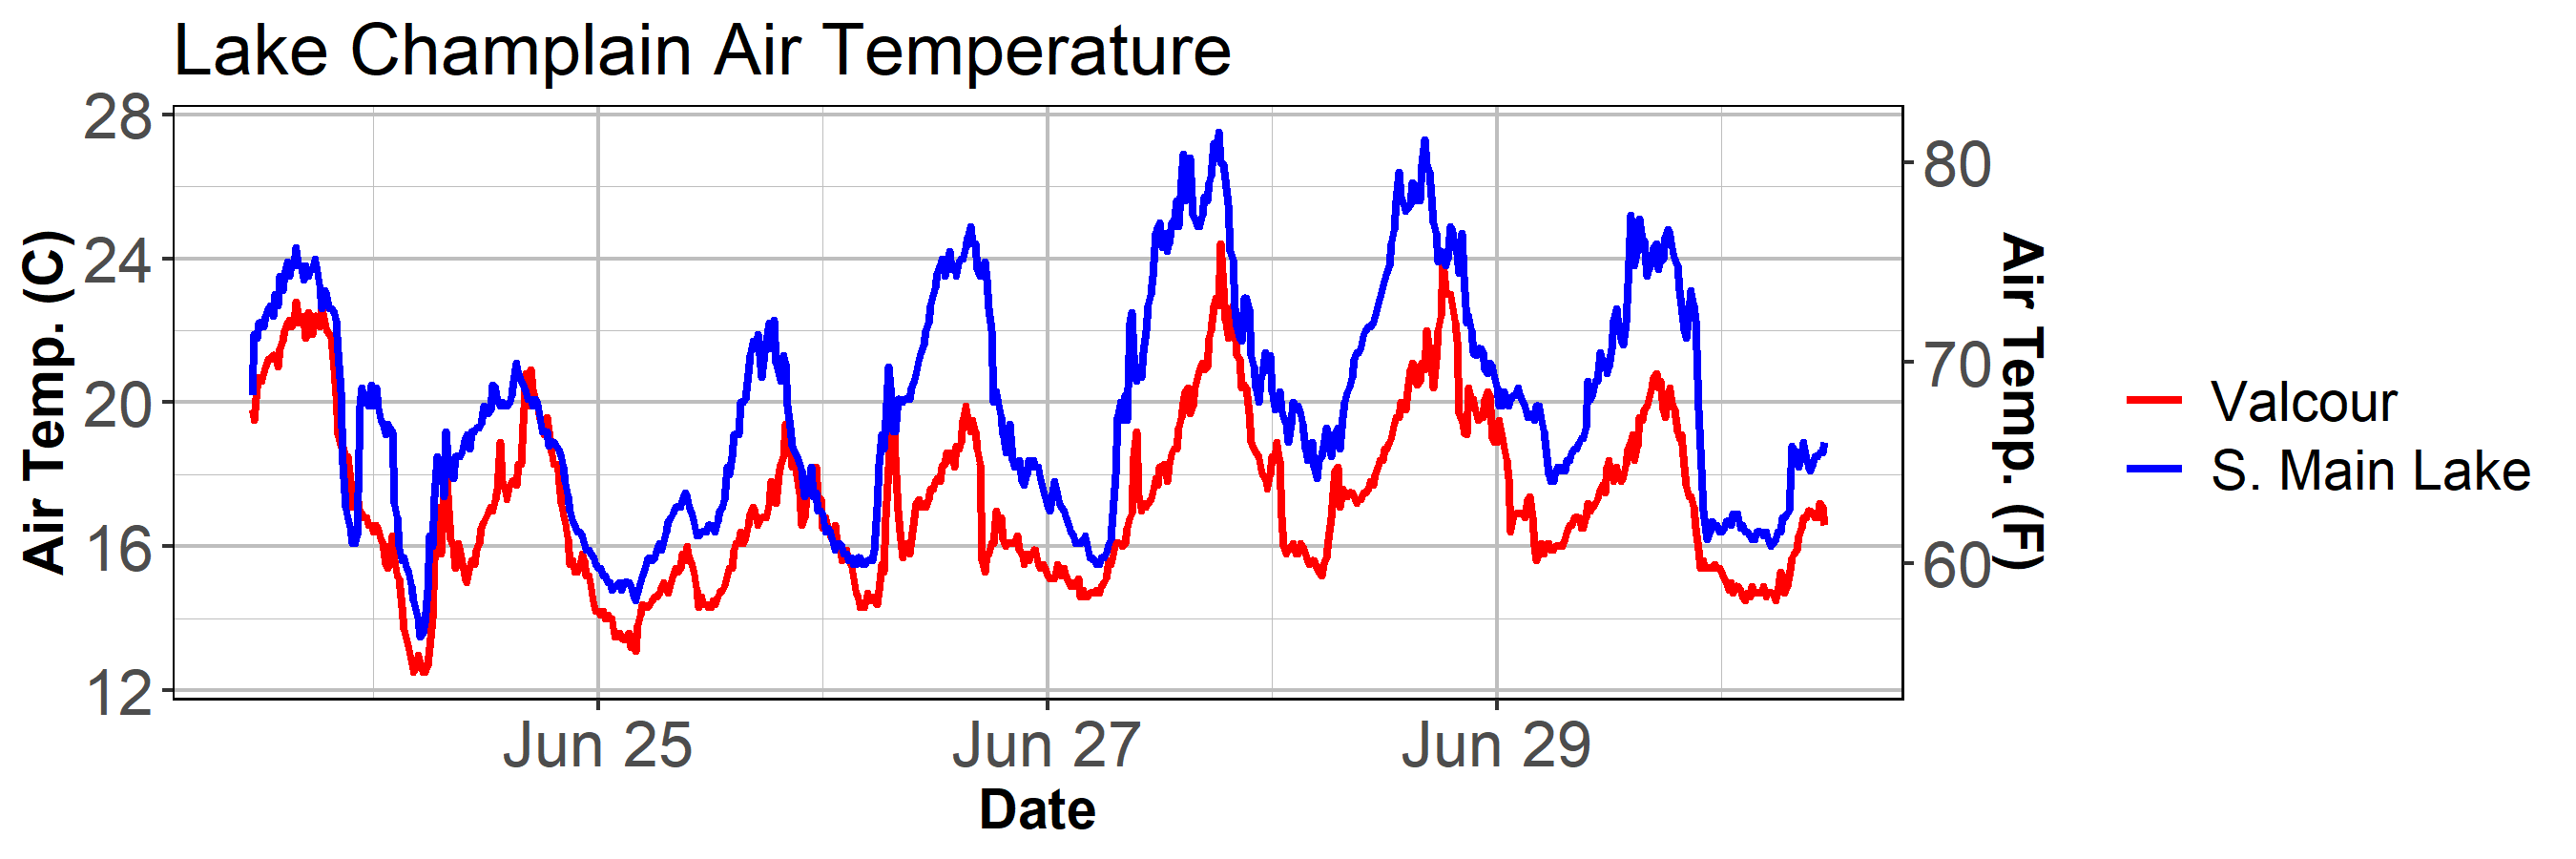 Lake Champlain Air Temperature
28
24
20
16
12
Air Temp. (C)
80
70
60
Air Temp. (F)
Jun 25 Jun 27 Jun 29
Date
Valcour
S. Main Lake